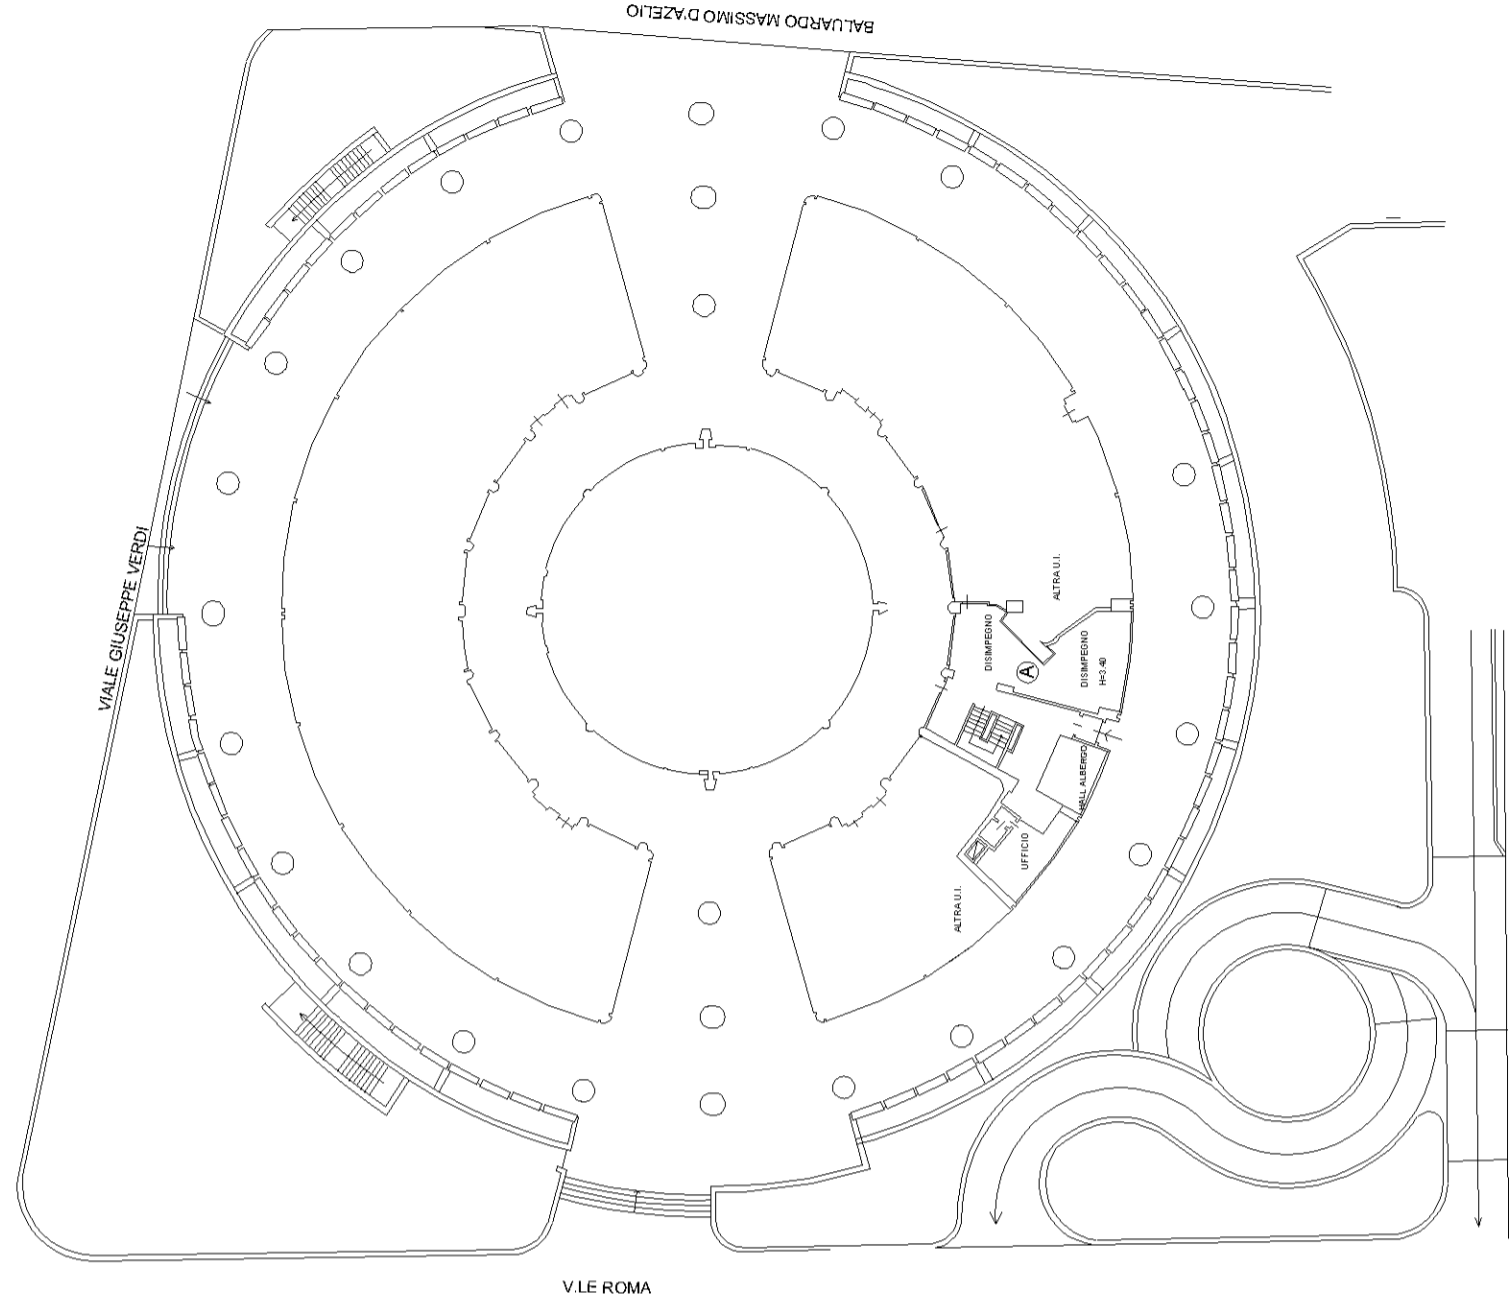 BALUARDO MASSIMO D'AZELIO
VIALE GIUSEPPE VERDI
ALTRA U.I.
DISIMPEGNO
DISIMPEGNO
H=3.40
A
HALL ALBERGO
UFFICIO
ALTRA U.I.
V.LE ROMA